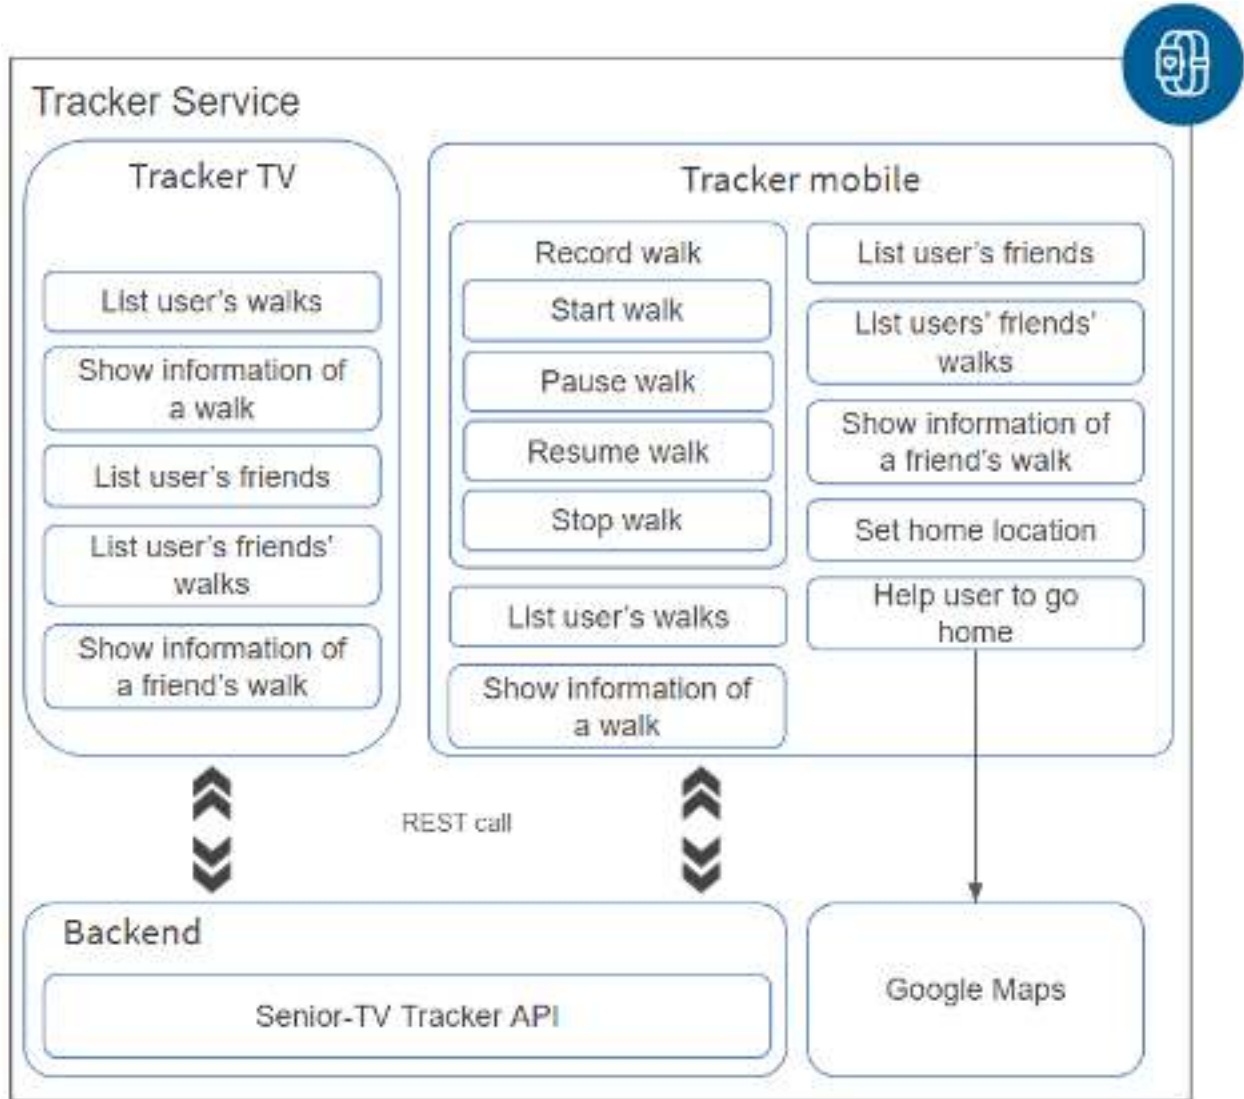 Tracker Service
Tracker TV
List user's walks
Show information of
a walk
List user's friends
List user's friends'
walks
Show information of
a friend's walk
Tracker mobile
Record walk
Start walk
Pause walk
Resume walk
Stop walk
List user's walks
Show information of
a walk
List user's friends
List users' friends'
walks
Show information of
a friend's walk
Set home location
Help user to go
home
REST call
Backend
Senior-TV Tracker API
Google Maps